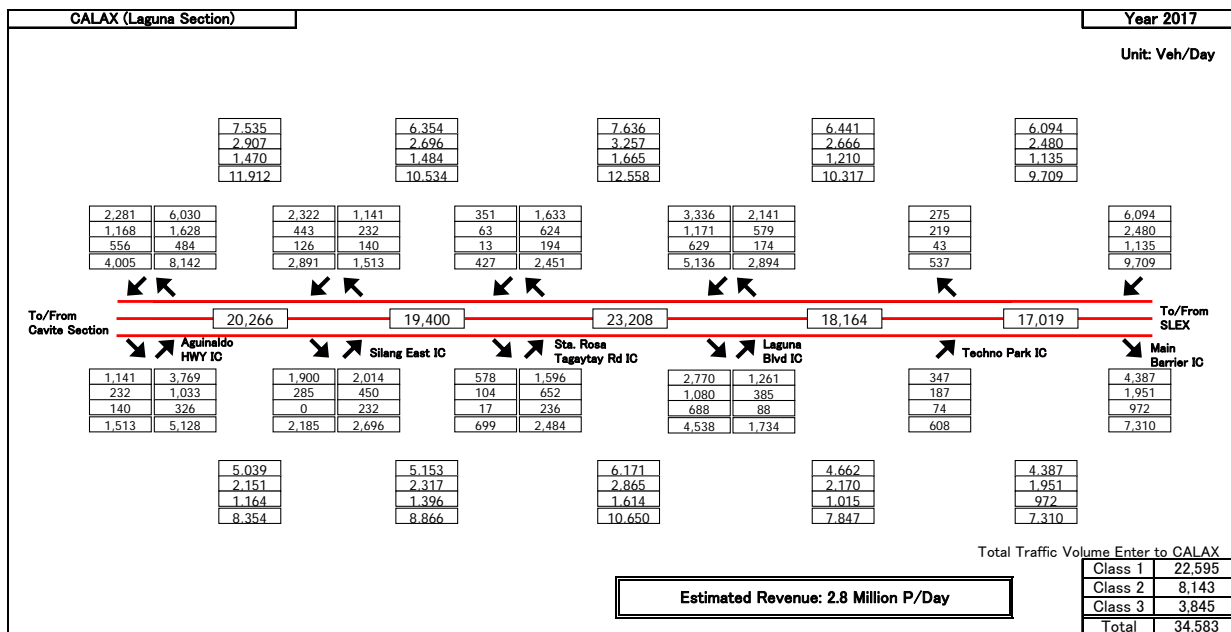 CALAX (Laguna Section) Year 2017
Unit: Veh/Day
7.535 6.354 7.636 6.441 6.094
2.907 2.696 3.257 2.666 2.480
1,470 1,484 1,665 1,210 1,135
11.912 10.534 12.558 10.317 9.709
2,281 6,030 2,322 1,141 351 1,633 3,336 2,141 275 6,094
1,168 1,628 443 232 63 624 1,171 579 219 2,480
556 484 126 140 13 194 629 174 43 1,135
4,005 8,142 2,891 1,513 427 2,451 5,136 2,894 537 9,709
To/From
Cavite Section
20,266 19,400 23,208 18,164 17,019
To/From
SLEX
Aguinaldo
HWY IC
Silang East IC
Sta. Rosa
Tagaytay Rd IC
Laguna
Blvd IC
Techno Park IC
Main
Barrier IC
1,141 3,769 1,900 2,014 578 1,596 2,770 1,261 347 4,387
232 1,033 285 450 104 652 1,080 385 187 1,951
140 326 0 232 17 236 688 88 74 972
1,513 5,128 2,185 2,696 699 2,484 4,538 1,734 608 7,310
5.039 5.153 6.171 4.662 4.387
2.151 2.317 2.865 2.170 1.951
1.164 1.396 1.614 1.015 972
8.354 8.866 10.650 7.847 7.310
Total Traffic Volume Enter to CALAX
Class 1 22,595
Class 2 8,143
Class 3 3,845
Total 34,583
Estimated Revenue: 2.8 Million P/Day